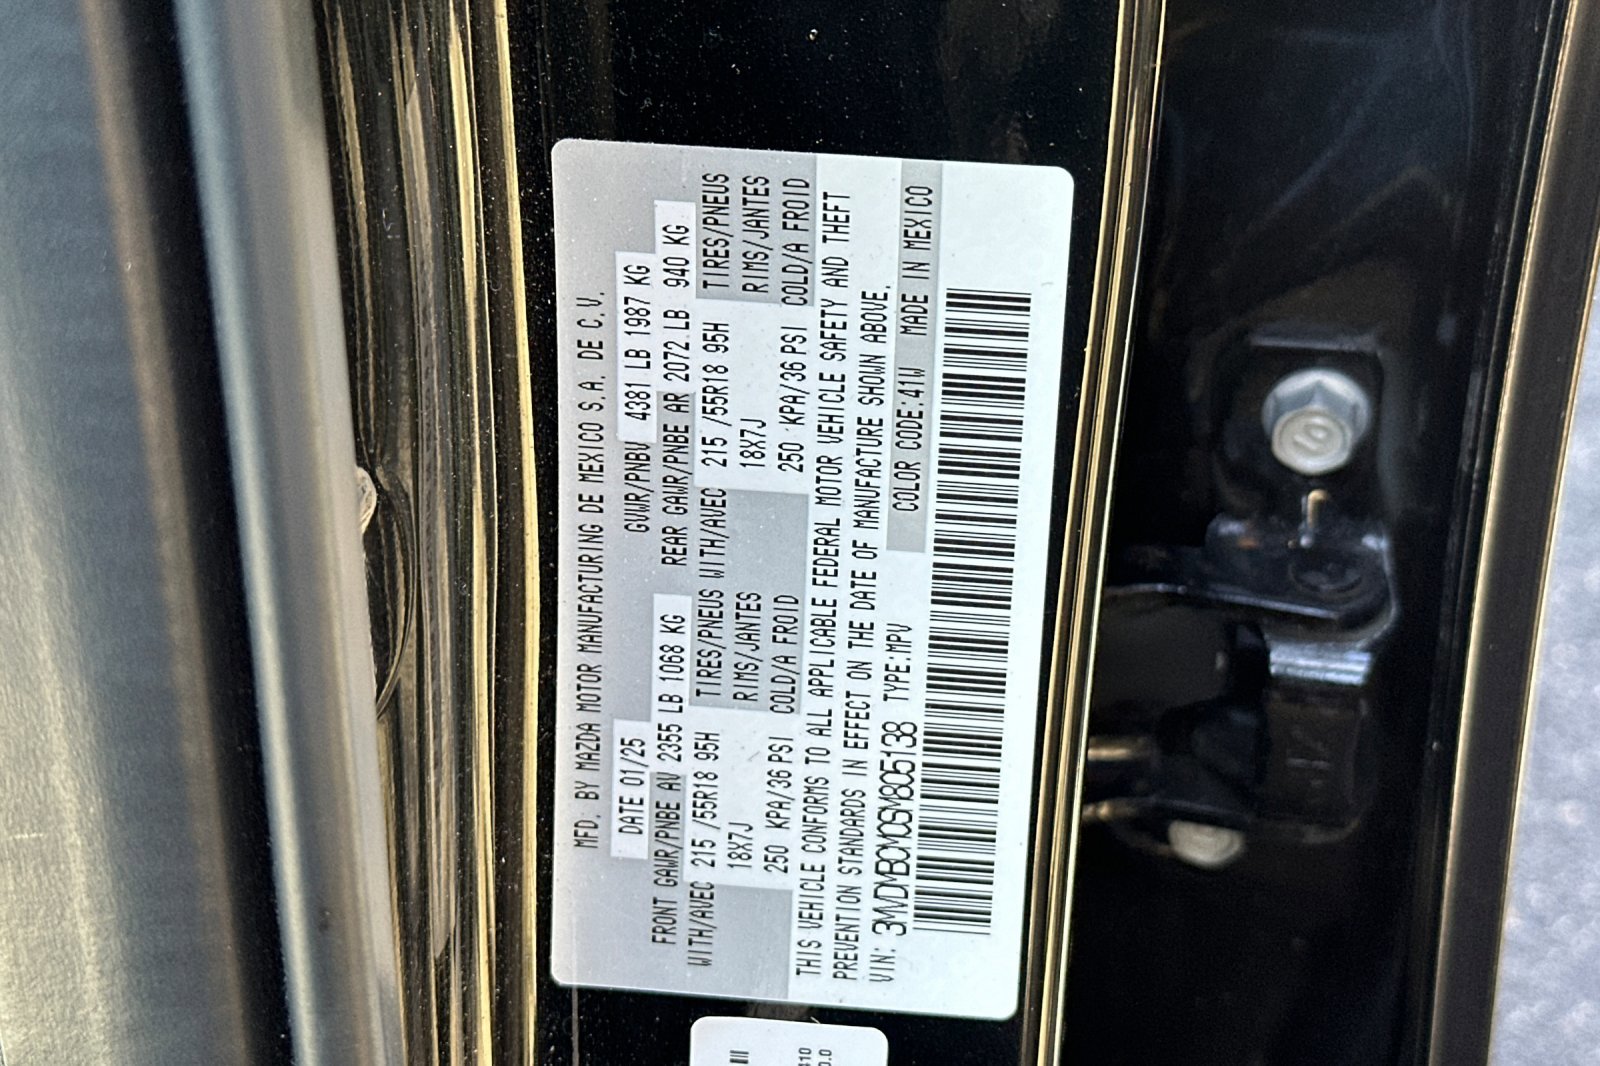 MFD. BY MAZDA MOTOR MANUFACTURING DE MEXICO S.A. DE C.V.
DATE 01/25 GVWR/PNBV 4381 LB 1987 KG
FRONT GAWR/PNBE AV 2355 LB 1068 KG REAR GAWR/PNBE AR 2072 LB 940 KG
WITH/AVEC 215 /55R18 95H TIRES/PNEUS WITH/AVEC 215 /55R18 95H TIRES/PNEUS
18X7J RIMS/JANTES 18X7J RIMS/JANTES
250 KPA/36 PSI COLD/A FROID 250 KPA/36 PSI COLD/A FROID
THIS VEHICLE CONFORMS TO ALL APPLICABLE FEDERAL MOTOR VEHICLE SAFETY AND THEFT
PREVENTION STANDARDS IN EFFECT ON THE DATE OF MANUFACTURE SHOWN ABOVE.
VIN: 3MVDMBCM0SM805138 TYPE:MPV COLOR CODE:41W MADE IN MEXICO